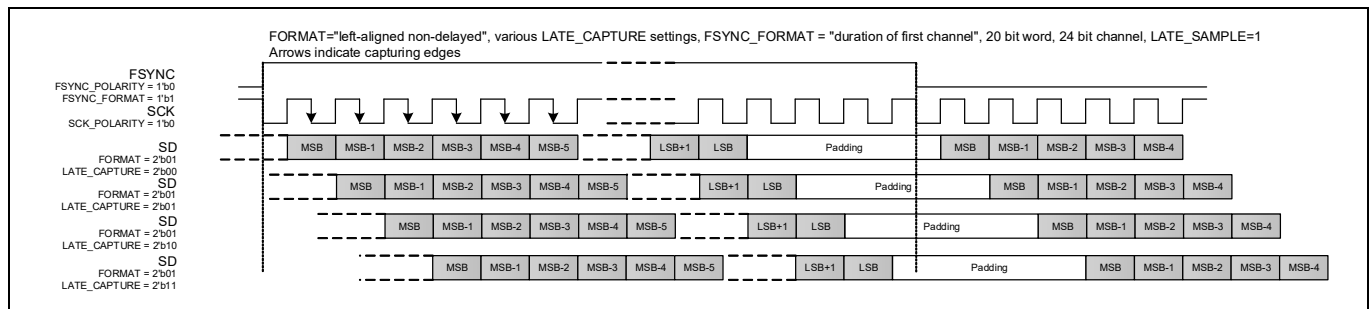 FORMAT="left-aligned non-delayed", various LATE_CAPTURE settings, FSYNC_FORMAT = "duration of first channel", 20 bit word, 24 bit channel, LATE_SAMPLE=1
Arrows indicate capturing edges
FSYNC
FSYNC_POLARITY = 1'b0
FSYNC_FORMAT = 1'b1
SCK
SCK_POLARITY = 1'b0
SD
FORMAT = 2'b01
LATE_CAPTURE = 2'b00
MSB MSB-1 MSB-2 MSB-3 MSB-4 MSB-5 LSB+1 LSB Padding MSB MSB-1 MSB-2 MSB-3 MSB-4
SD
FORMAT = 2'b01
LATE_CAPTURE = 2'b01
MSB MSB-1 MSB-2 MSB-3 MSB-4 MSB-5 LSB+1 LSB Padding MSB MSB-1 MSB-2 MSB-3 MSB-4
SD
FORMAT = 2'b01
LATE_CAPTURE = 2'b10
MSB MSB-1 MSB-2 MSB-3 MSB-4 MSB-5 LSB+1 LSB Padding MSB MSB-1 MSB-2 MSB-3 MSB-4
SD
FORMAT = 2'b01
LATE_CAPTURE = 2'b11
MSB MSB-1 MSB-2 MSB-3 MSB-4 MSB-5 LSB+1 LSB Padding MSB MSB-1 MSB-2 MSB-3 MSB-4